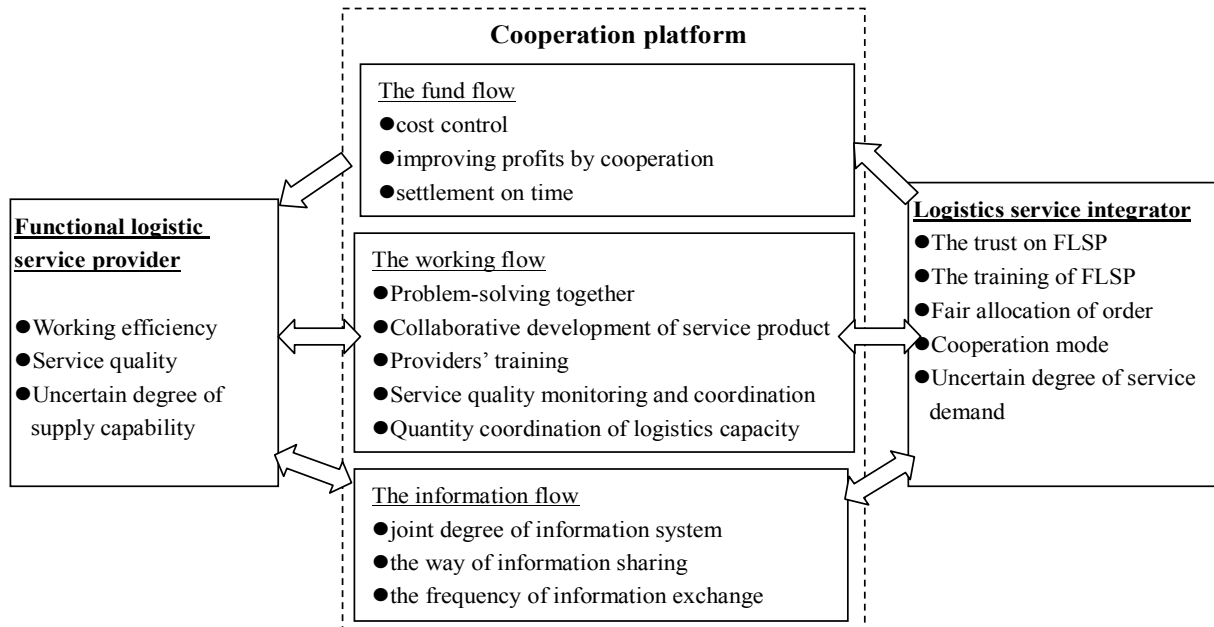 Cooperation platform
The fund flow
●cost control
●improving profits by cooperation
●settlement on time
Functional logistic
service provider
●Working efficiency
●Service quality
●Uncertain degree of
supply capability
The working flow
●Problem-solving together
●Collaborative development of service product
●Providers’ training
●Service quality monitoring and coordination
●Quantity coordination of logistics capacity
Logistics service integrator
●The trust on FLSP
●The training of FLSP
●Fair allocation of order
●Cooperation mode
●Uncertain degree of service
demand
The information flow
●joint degree of information system
●the way of information sharing
●the frequency of information exchange